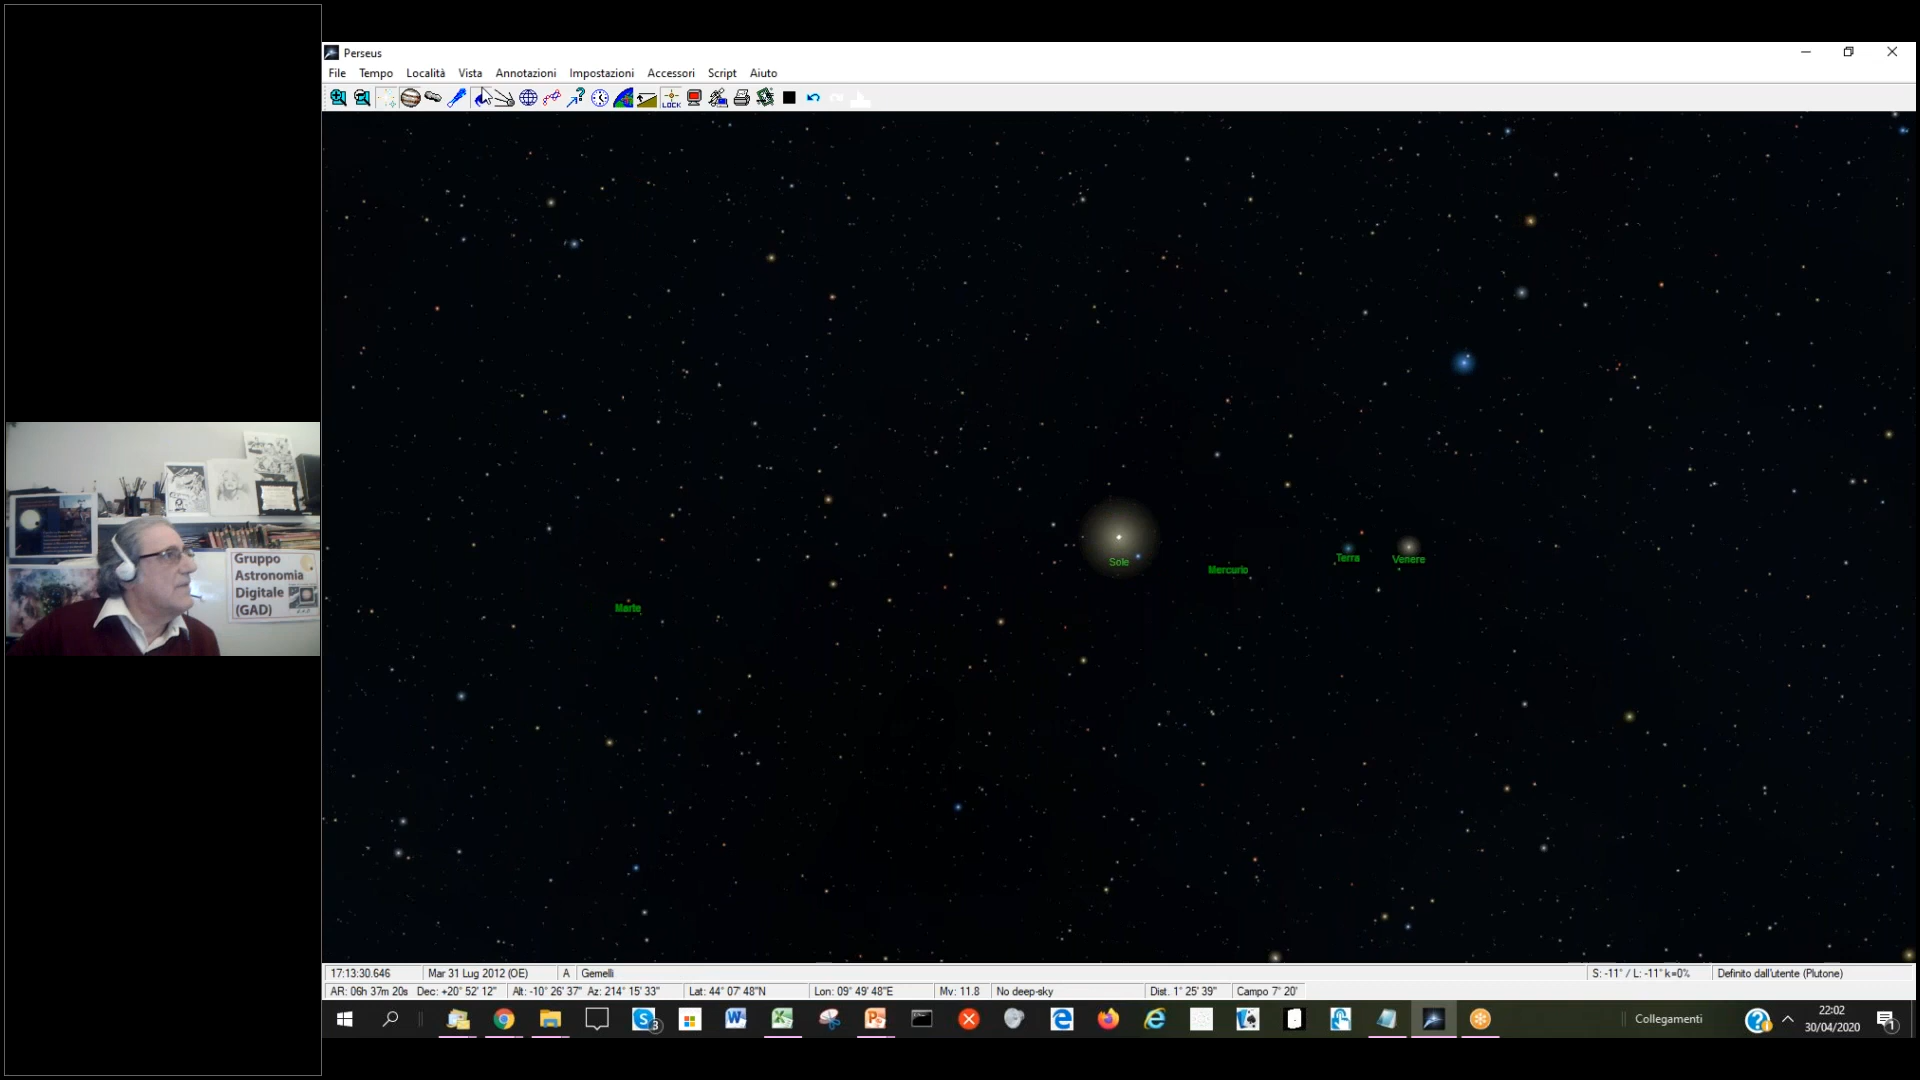 Perseus
File Tempo Località Vista Annotazioni Impostazioni Accessori Script Aiuto
LOCK
Sole
Mercurio
Terra
Venere
Marte
Gruppo
Astronomia
Digitale
(GAD)
17:13:30.646 Mar 31 Lug 2012 (OE) A Gemelli S: -11° / L: -11° k=0% Definito dall'utente (Plutone)
AR: 06h 37m 20s Dec: +20° 52' 12" Alt: -10° 26' 37" Az: 214° 15' 33" Lat: 44° 07' 48"N Lon: 09° 49' 48"E Mv: 11.8 No deep-sky Dist. 1° 25' 39" Campo 7° 20'
3
Collegamenti
22:02
30/04/2020
1